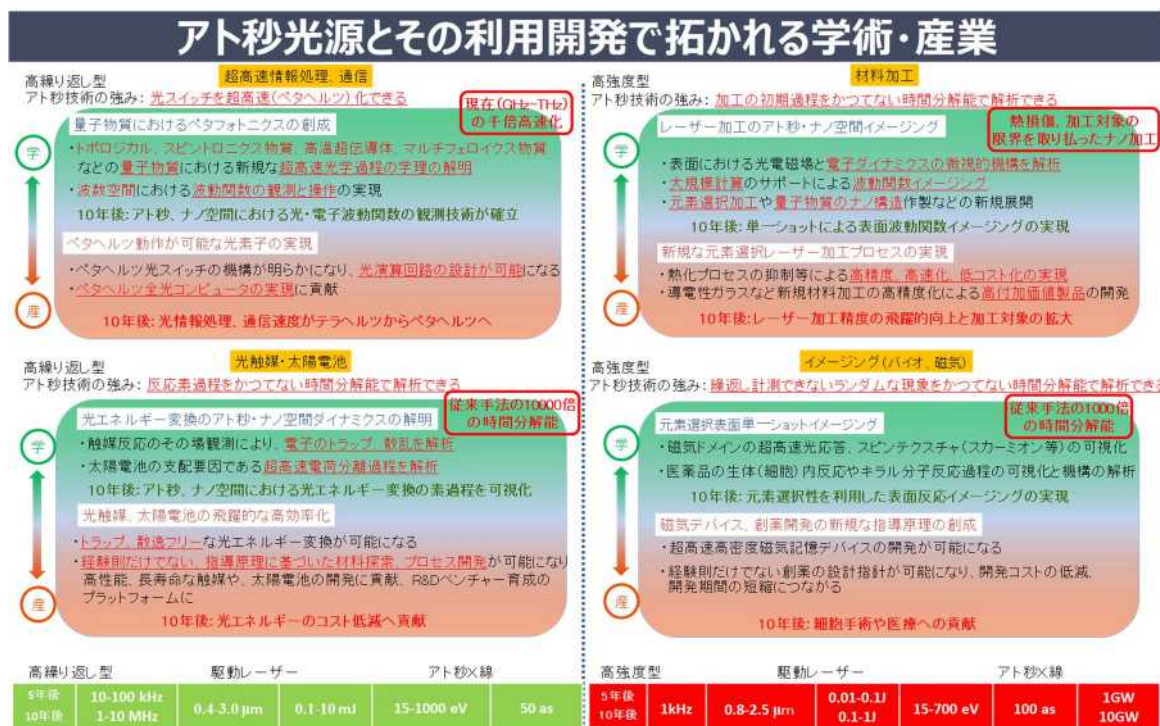 アト秒光源とその利用開発で拓かれる学術・産業
高繰り返し型
超高速情報処理、通信
アト秒技術の強み: 光スイッチを超高速(ペタヘルツ)化できる
現在(GHz-THz)
の千倍高速化
学
量子物質におけるペタフォトニクスの創成
・トポロジカル、スピントロニクス物質、高温超伝導体、マルチフェロイクス物質
などの量子物質における新規な超高速光学過程の学理の解明
・波数空間における波動関数の観測と操作の実現
10年後: アト秒、ナノ空間における光・電子波動関数の観測技術が確立
ペタヘルツ動作が可能な光素子の実現
・ペタヘルツ光スイッチの機構が明らかになり、光演算回路の設計が可能になる
・ペタヘルツ全光コンピュータの実現に貢献
産
10年後: 光情報処理、通信速度がテラヘルツからペタヘルツへ
高強度型
材料加工
アト秒技術の強み: 加工の初期過程をかつてない時間分解能で解析できる
熱損傷、加工対象の
限界を取り払ったナノ加工
学
レーザー加工のアト秒・ナノ空間イメージング
・表面における光電磁場と電子ダイナミクスの微視的機構を解析
・大規模計算のサポートによる波動関数イメージング
・元素選択加工や量子物質のナノ構造作製などの新規展開
10年後: 単一ショットによる表面波動関数イメージングの実現
新規な元素選択レーザー加工プロセスの実現
・熱化プロセスの抑制等による高精度、高速化、低コスト化の実現
・導電性ガラスなど新規材料加工の高精度化による高付加価値製品の開発
産
10年後: レーザー加工精度の飛躍的向上と加工対象の拡大
高繰り返し型
光触媒・太陽電池
アト秒技術の強み: 反応素過程をかつてない時間分解能で解析できる
従来手法の10000倍
の時間分解能
学
光エネルギー変換のアト秒・ナノ空間ダイナミクスの解明
・触媒反応のその場観測により、電子のトラップ、散乱を解析
・太陽電池の支配要因である超高速電荷分離過程を解析
10年後: アト秒、ナノ空間における光エネルギー変換の素過程を可視化
光触媒、太陽電池の飛躍的な高効率化
・トラップ、散逸フリーな光エネルギー変換が可能になる
・経験則だけでない、指導原理に基づいた材料探索、プロセス開発が可能になり
高性能、長寿命な触媒や、太陽電池の開発に貢献、R&Dベンチャー育成の
プラットフォームに
産
10年後: 光エネルギーのコスト低減へ貢献
高強度型
イメージング(バイオ、磁気)
アト秒技術の強み: 繰返し計測できないランダムな現象をかつてない時間分解能で解析できる
従来手法の1000倍
の時間分解能
学
元素選択表面単一ショットイメージング
・磁気ドメインの超高速光応答、スピンテクスチャ(スカーミオン等)の可視化
・医薬品の生体(細胞)内反応やキラル分子反応過程の可視化と機構の解析
10年後: 元素選択性を利用した表面反応イメージングの実現
磁気デバイス、創薬開発の新規な指導原理の創成
・超高速高密度磁気記憶デバイスの開発が可能になる
・経験則だけでない創薬の設計指針が可能になり、開発コストの低減、
開発期間の短縮につながる
産
10年後: 細胞手術や医療への貢献
高繰り返し型 駆動レーザー アト秒X線
5年後 10-100 kHz 0.4-3.0 μm 0.1-10 mJ 15-1000 eV 50 as
10年後 1-10 MHz
高強度型 駆動レーザー アト秒X線
5年後 1kHz 0.8-2.5 μm 0.01-0.1J 15-700 eV 100 as 1GW
10年後 0.1-1J 10GW